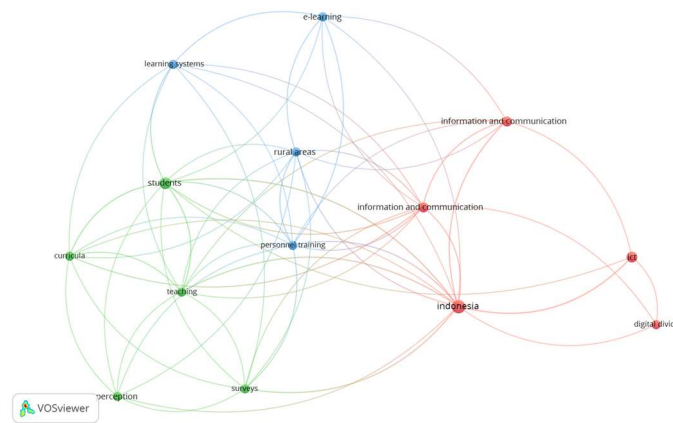 e-learning
learning systems
information and communication
rural areas
students
information and communication
personnel training
curricula
ict
teaching
indonesia
digital divid
surveys
perception
VOSviewer